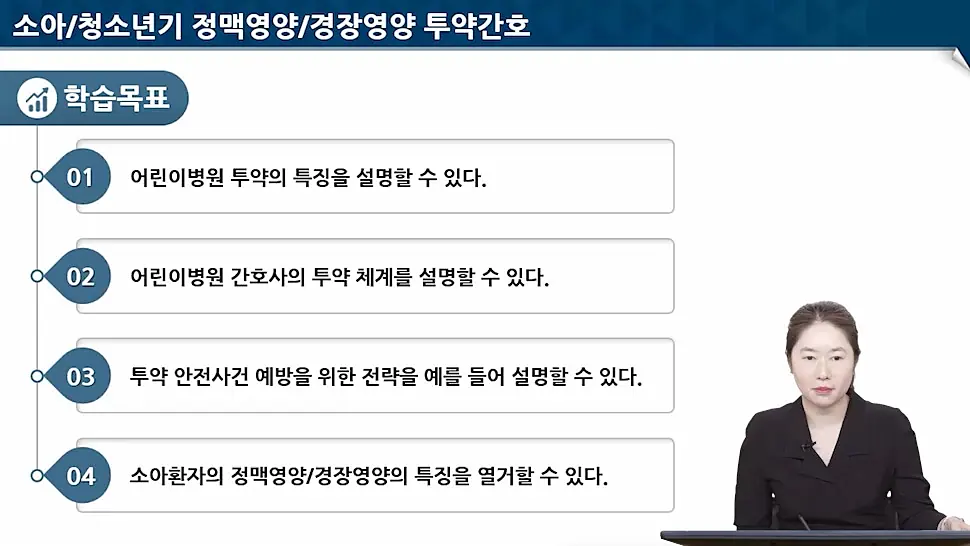 소아/청소년기 정맥영양/경장영양 투약간호
학습목표
01 어린이병원 투약의 특징을 설명할 수 있다.
02 어린이병원 간호사의 투약 체계를 설명할 수 있다.
03 투약 안전사건 예방을 위한 전략을 예를 들어 설명할 수 있다.
04 소아환자의 정맥영양/경장영양의 특징을 열거할 수 있다.